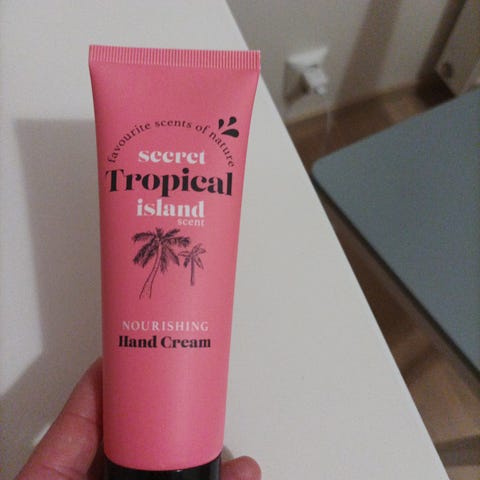 favourite scents of nature
secret
Tropical
island
scent
NOURISHING
Hand Cream